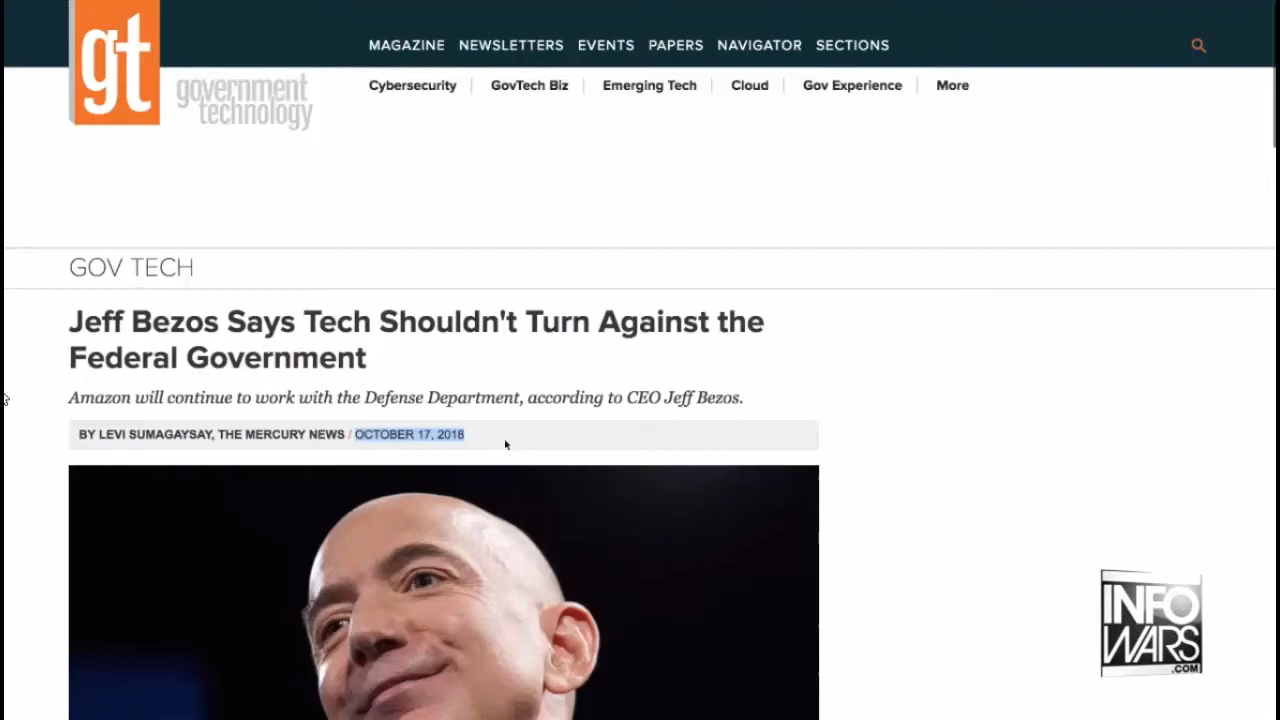 gt
government
technology
MAGAZINE NEWSLETTERS EVENTS PAPERS NAVIGATOR SECTIONS
Cybersecurity GovTech Biz Emerging Tech Cloud Gov Experience More
GOV TECH
Jeff Bezos Says Tech Shouldn't Turn Against the
Federal Government
Amazon will continue to work with the Defense Department, according to CEO Jeff Bezos.
BY LEVI SUMAGAYSAY, THE MERCURY NEWS / OCTOBER 17, 2018
INFO
WARS
.COM